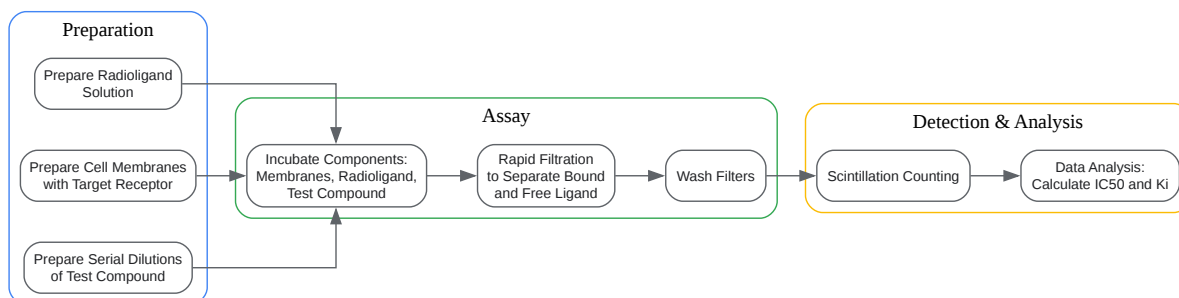 Preparation
Prepare Radioligand
Solution
Prepare Cell Membranes
with Target Receptor
Prepare Serial Dilutions
of Test Compound
Assay
Incubate Components:
Membranes, Radioligand,
Test Compound
Rapid Filtration
to Separate Bound
and Free Ligand
Wash Filters
Detection & Analysis
Scintillation Counting
Data Analysis:
Calculate IC50 and Ki